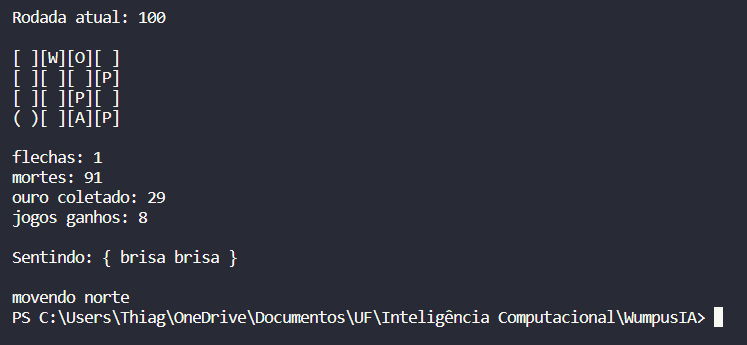 Rodada atual: 100
[ ][W][O][ ]
[ ][ ][ ][P]
[ ][ ][P][ ]
( )[ ][A][P]
flechas: 1
mortes: 91
ouro coletado: 29
jogos ganhos: 8
Sentindo: { brisa brisa }
movendo norte
PS C:\Users\Thiag\OneDrive\Documentos\UF\Inteligência Computacional\WumpusIA>